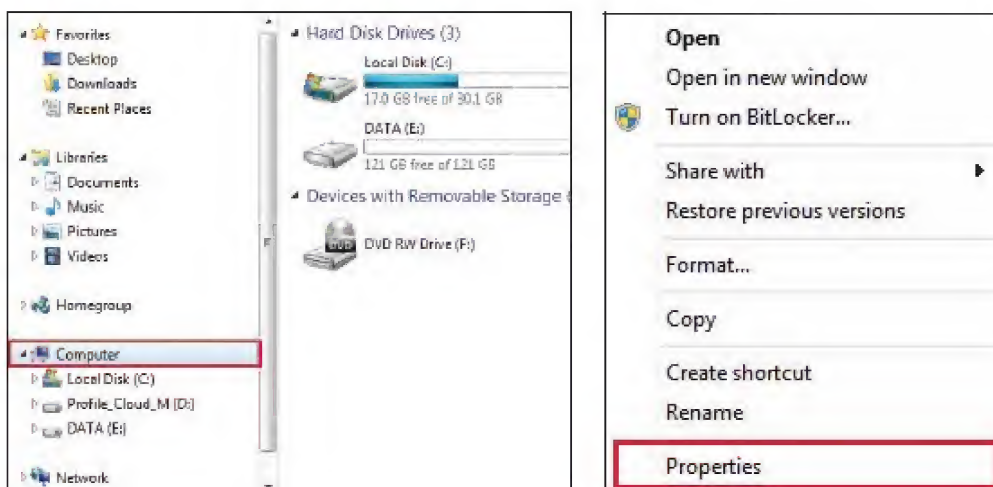 Favorites
Desktop
Downloads
Recent Places
Libraries
Documents
Music
Pictures
Videos
Homegroup
Computer
Local Disk (C:)
Profile_Cloud_M (D:)
DATA (E:)
Network
Hard Disk Drives (3)
Local Disk (C:)
17.0 GB free of 30.1 GB
DATA (E:)
121 GB free of 121 GB
Devices with Removable Storage (
DVD
DVD RW Drive (F:)
Open
Open in new window
Turn on BitLocker...
Share with
Restore previous versions
Format...
Copy
Create shortcut
Rename
Properties